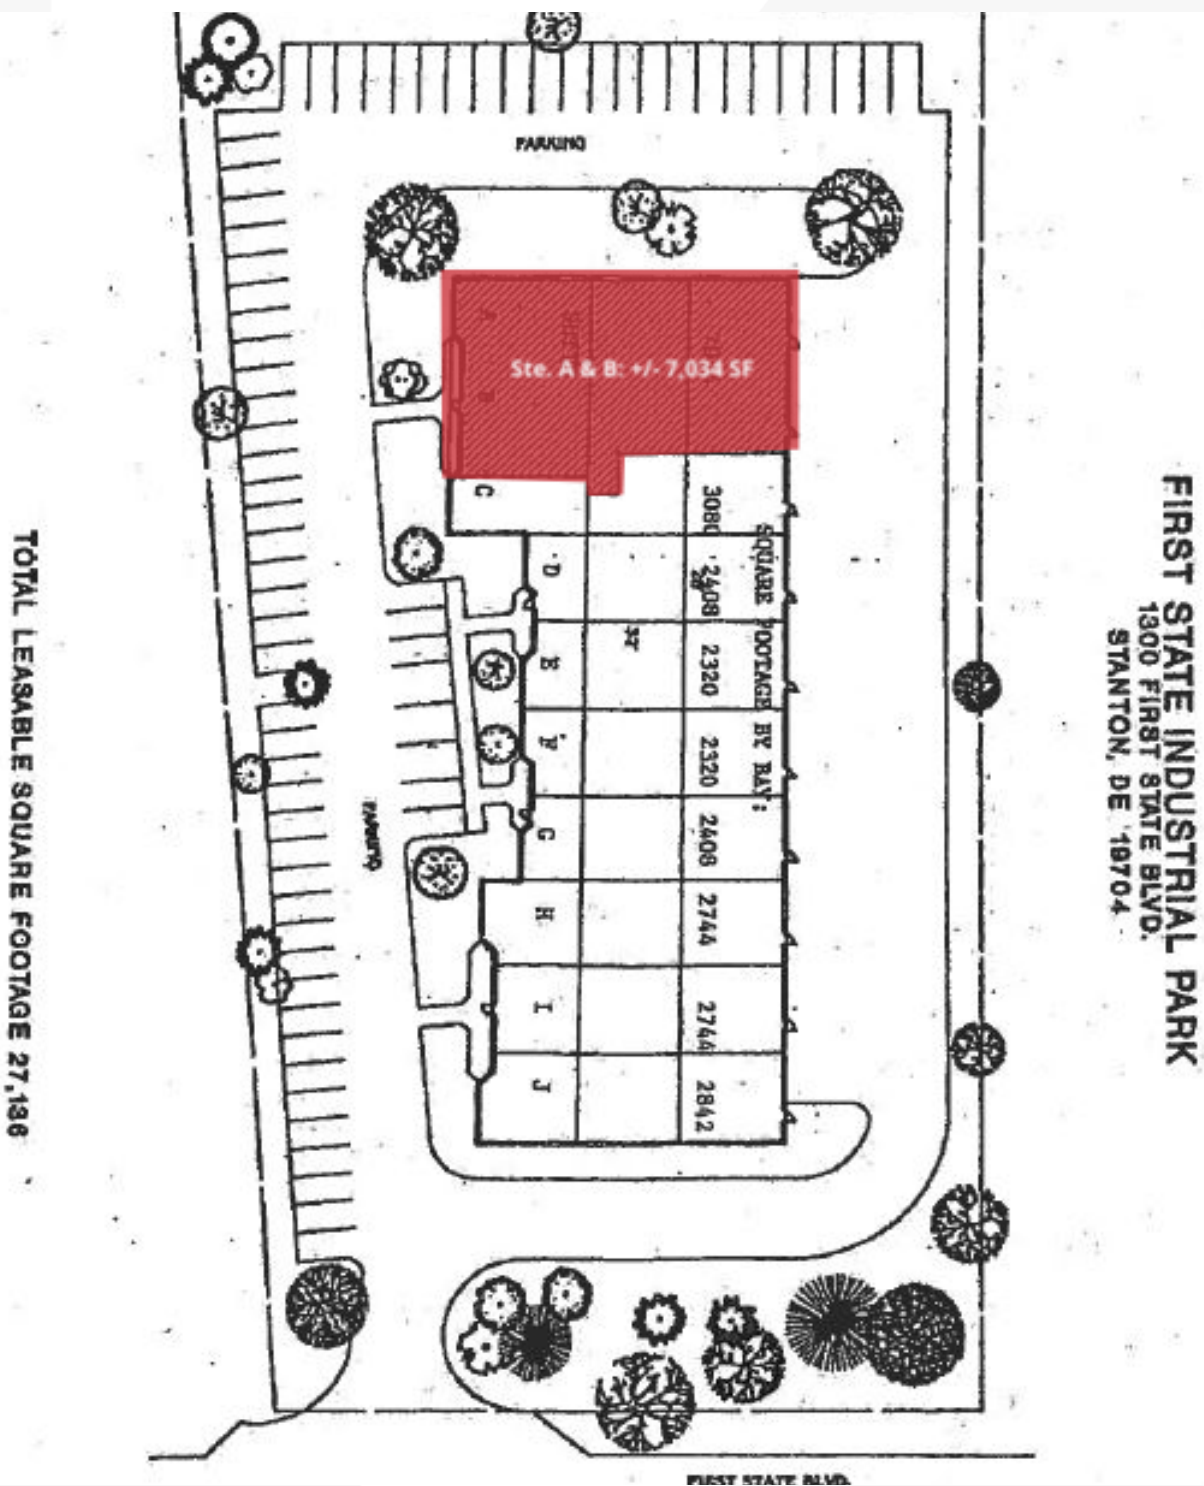 FIRST STATE INDUSTRIAL PARK
1300 FIRST STATE BLVD.
STANTON, DE 19704
PARKING
Ste. A & B: +/- 7,034 SF
A
B
C
D
E
F
G
H
I
J
SQUARE FOOTAGE BY BAY:
3080
2408
2320
2320
2408
2744
2744
2842
PARKING
TOTAL LEASABLE SQUARE FOOTAGE 27,136
FIRST STATE BLVD.